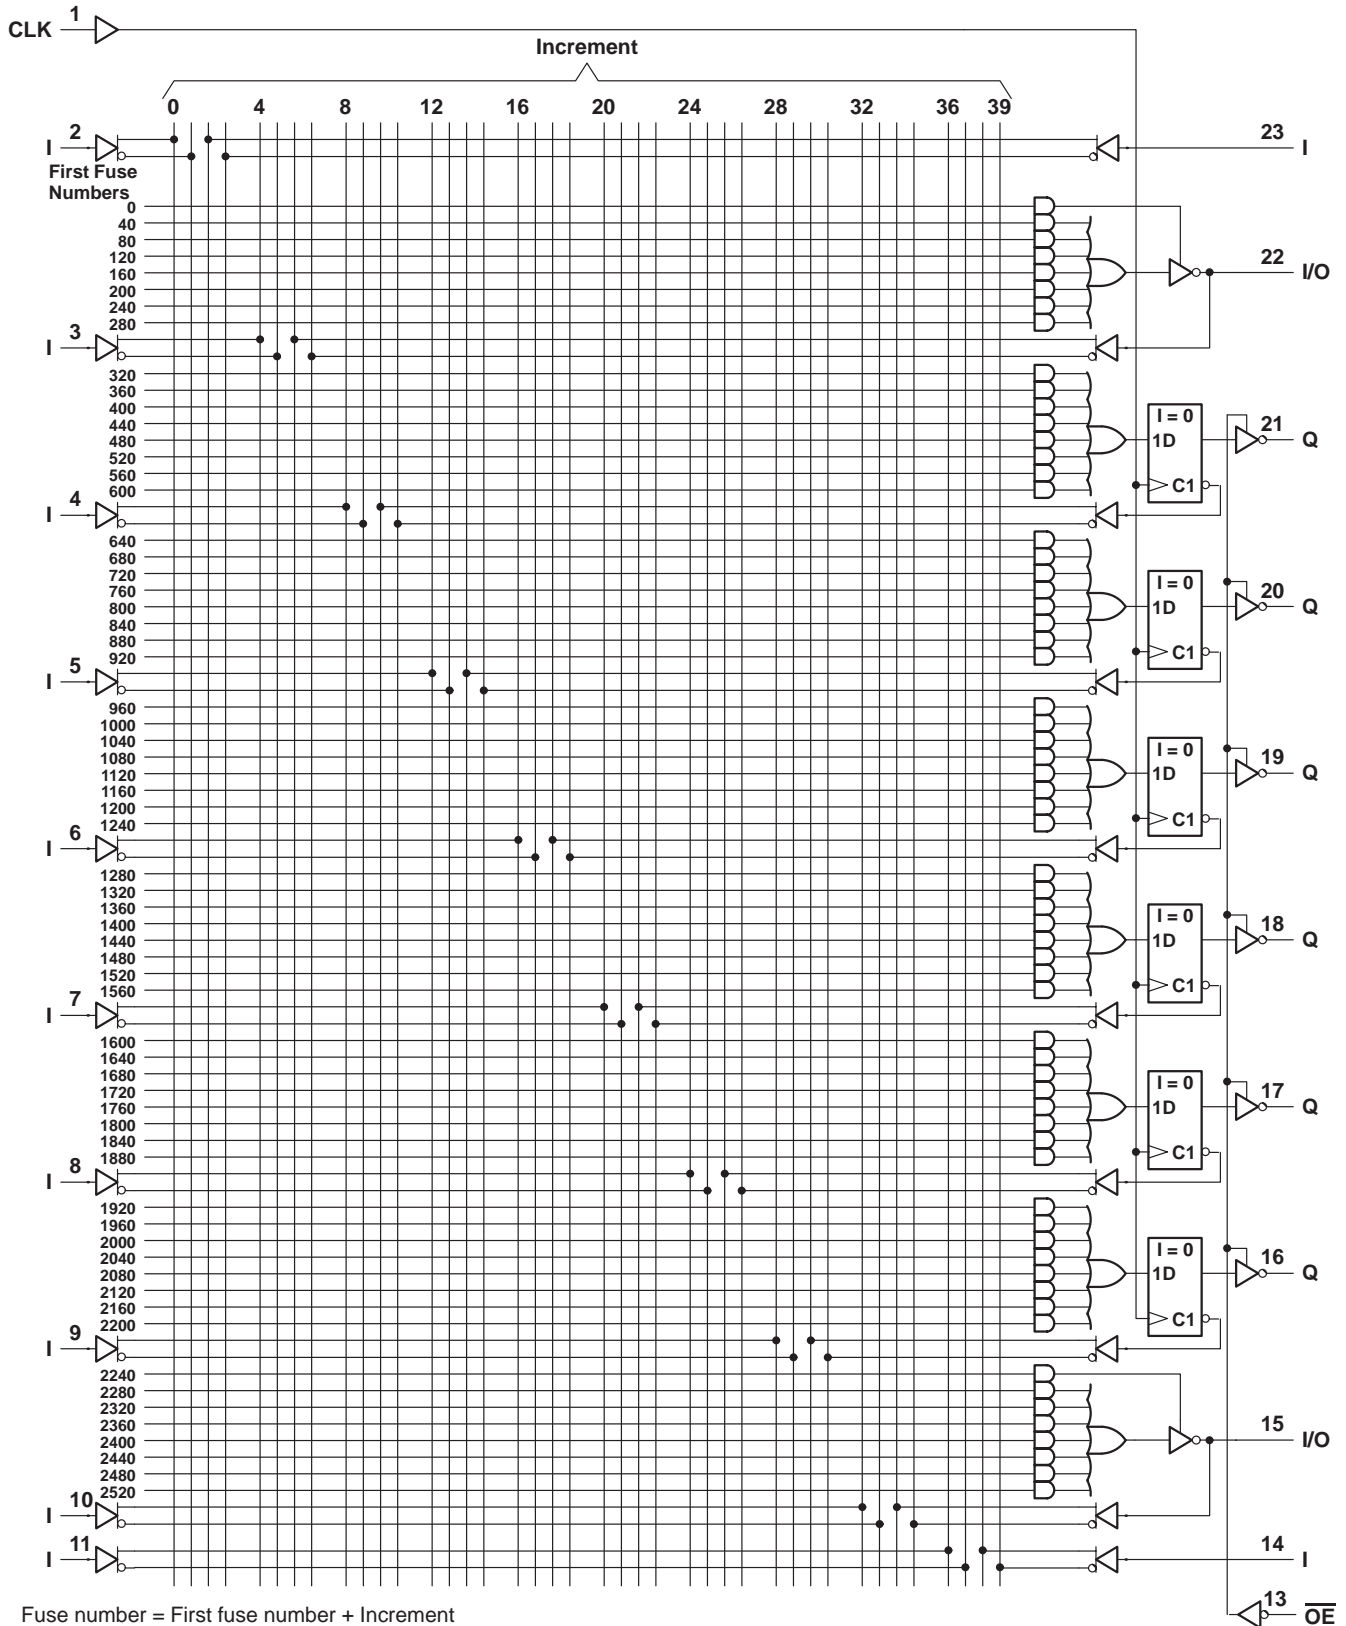 1
CLK
Increment
0 4 8 12 16 20 24 28 32 36 39
2
I
23
I
First Fuse
Numbers
0
40
80
120
160
200
240
280
22
I/O
3
I
320
360
400
440
480
520
560
600
I = 0
1D
C1
21
Q
4
I
640
680
720
760
800
840
880
920
I = 0
1D
C1
20
Q
5
I
960
1000
1040
1080
1120
1160
1200
1240
I = 0
1D
C1
19
Q
6
I
1280
1320
1360
1400
1440
1480
1520
1560
I = 0
1D
C1
18
Q
7
I
1600
1640
1680
1720
1760
1800
1840
1880
I = 0
1D
C1
17
Q
8
I
1920
1960
2000
2040
2080
2120
2160
2200
I = 0
1D
C1
16
Q
9
I
2240
2280
2320
2360
2400
2440
2480
2520
15
I/O
10
I
11
I
14
I
13
OE
Fuse number = First fuse number + Increment